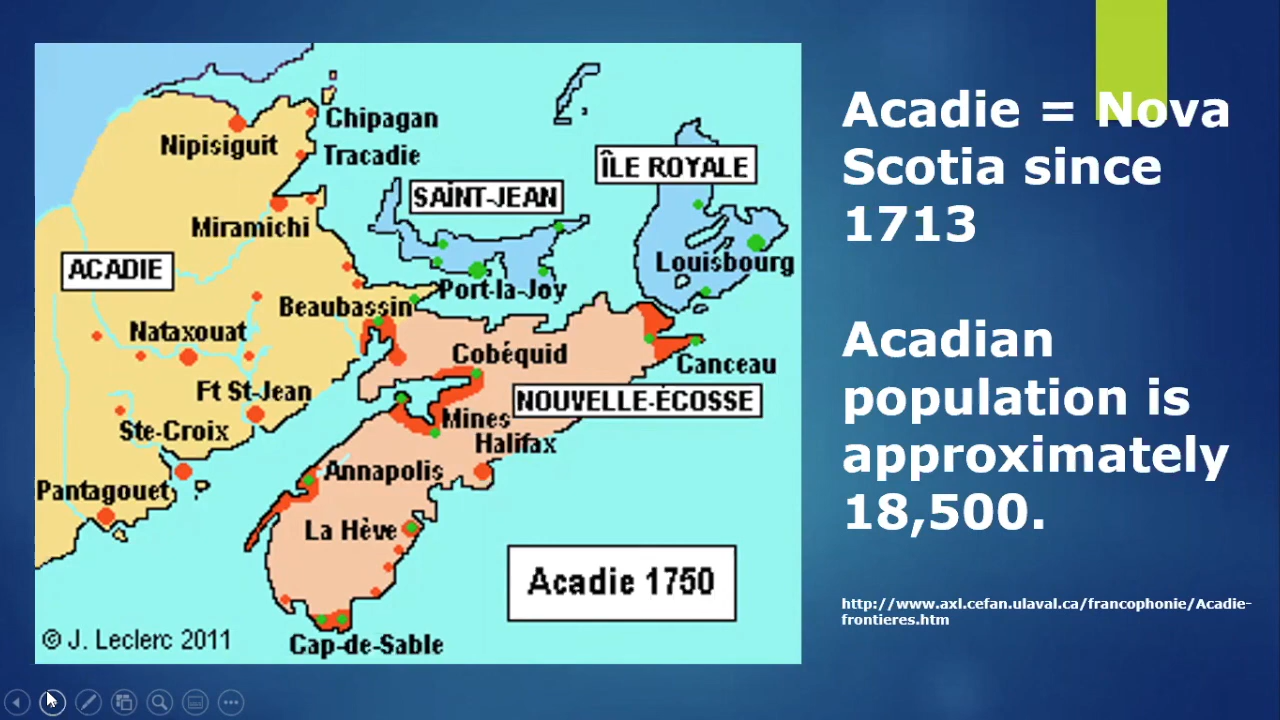 Chipagan
Nipisiguit
Tracadie
ÎLE ROYALE
SAINT-JEAN
Miramichi
ACADIE
Louisbourg
Port-la-Joy
Beaubassin
Nataxouat
Cobéquid
Canceau
Ft St-Jean
NOUVELLE-ÉCOSSE
Mines
Ste-Croix
Halifax
Annapolis
Pantagouet
La Hève
Acadie 1750
© J. Leclerc 2011
Cap-de-Sable
Acadie = Nova
Scotia since
1713
Acadian
population is
approximately
18,500.
http://www.axl.cefan.ulaval.ca/francophonie/Acadie-
frontieres.htm